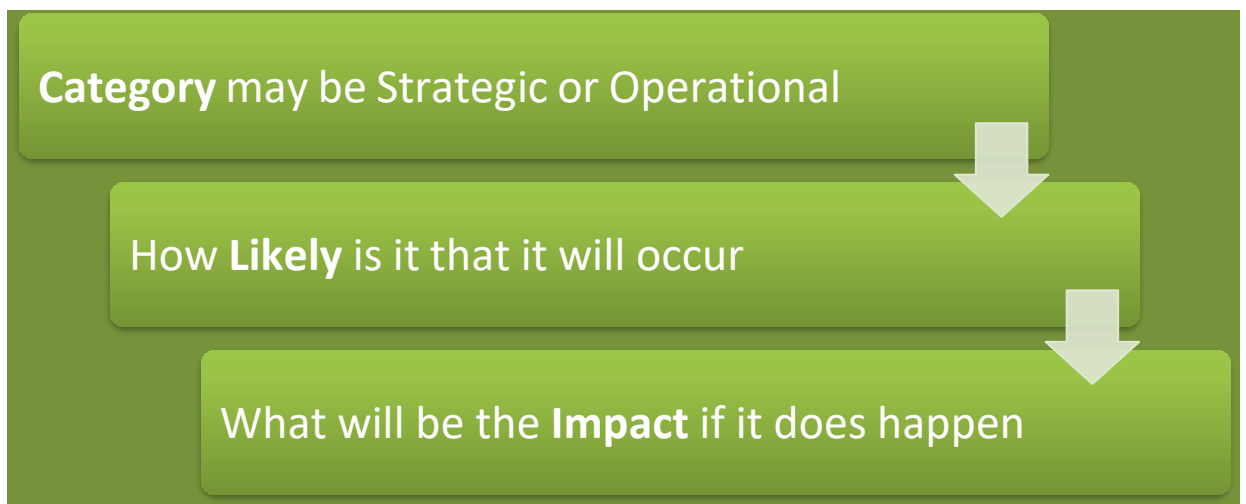 Category may be Strategic or Operational
How Likely is it that it will occur
What will be the Impact if it does happen